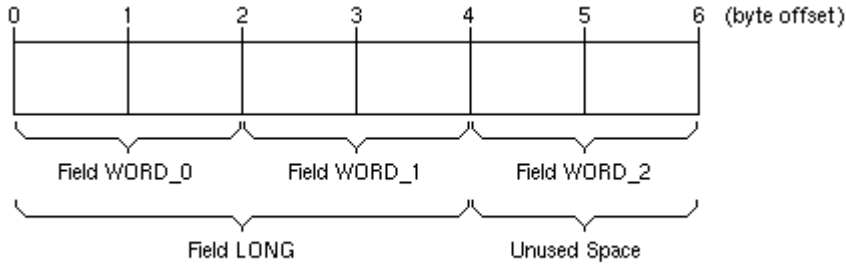 0 1 2 3 4 5 6 (byte offset)
Field WORD_0 Field WORD_1 Field WORD_2
Field LONG Unused Space